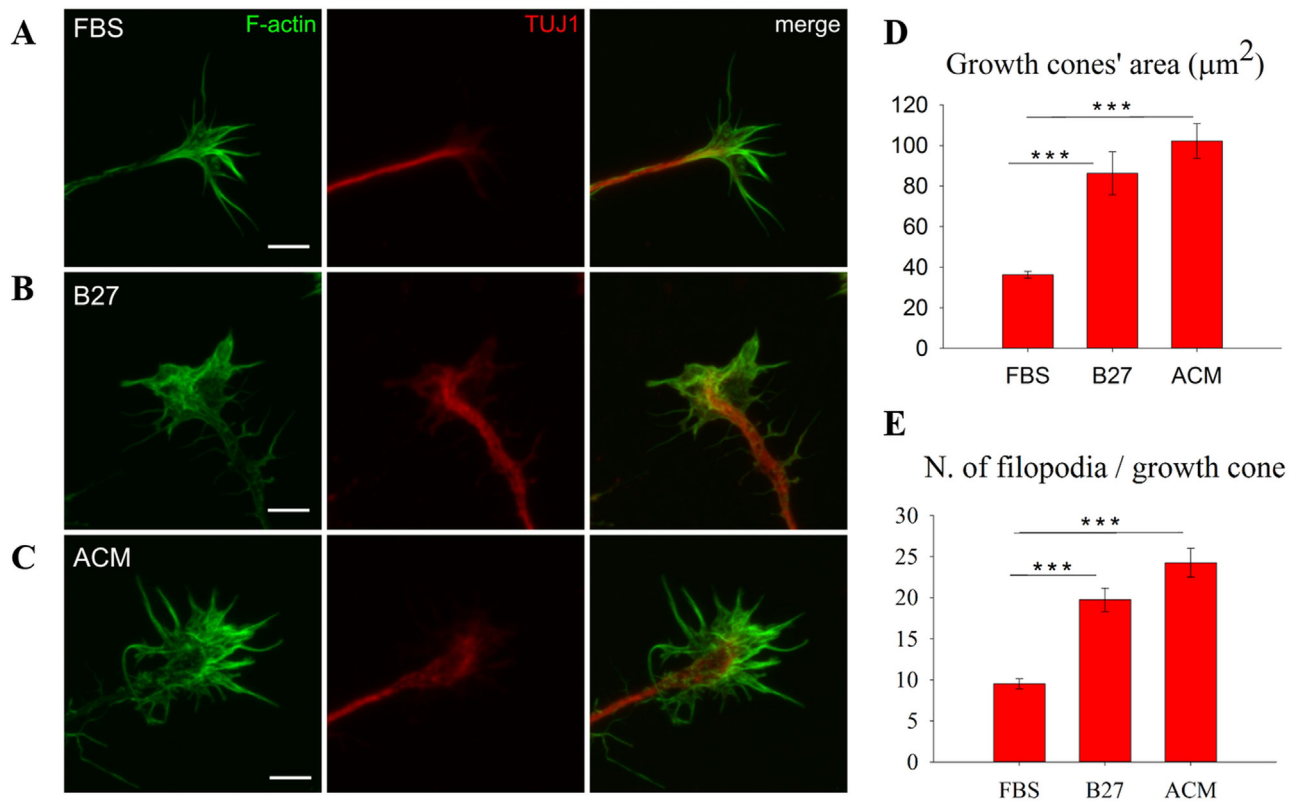 A
FBS
F-actin
TUJ1
merge
B
B27
C
ACM
D
Growth cones' area (μm2)
***
***
120
100
80
60
40
20
0
FBS B27 ACM
E
N. of filopodia / growth cone
***
***
30
25
20
15
10
5
0
FBS B27 ACM